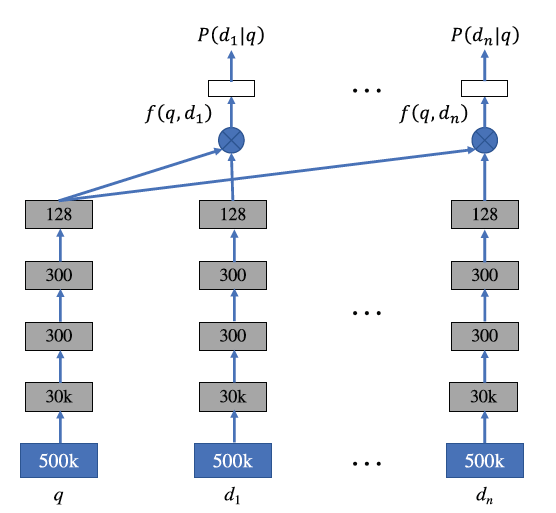 P(d₁|q) P(dₙ|q)
...
f(q,d₁) f(q,dₙ)
128 128 128
300 300 300
...
300 300 300
30k 30k 30k
500k 500k ... 500k
q d₁ dₙ